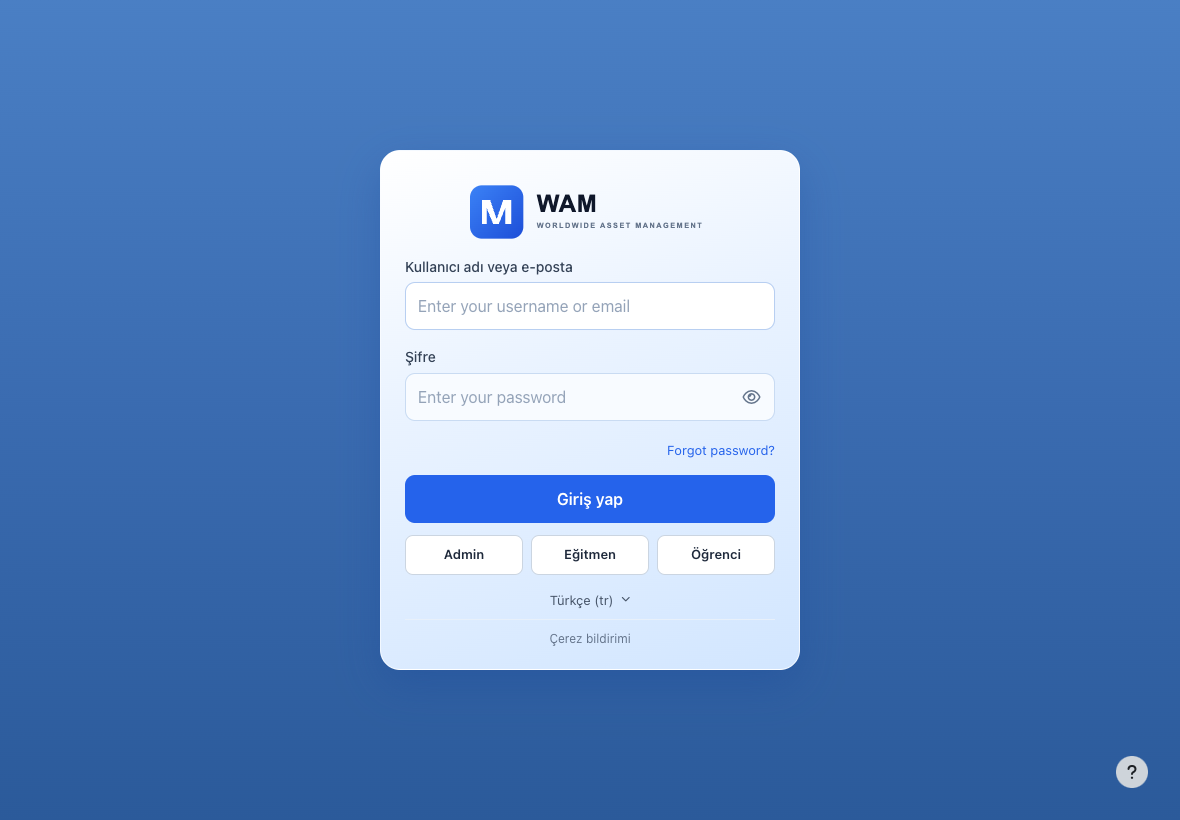 M
WAM
WORLDWIDE ASSET MANAGEMENT
Kullanıcı adı veya e-posta
Enter your username or email
Şifre
Enter your password
Forgot password?
Giriş yap
Admin
Eğitmen
Öğrenci
Türkçe (tr)
Çerez bildirimi
?